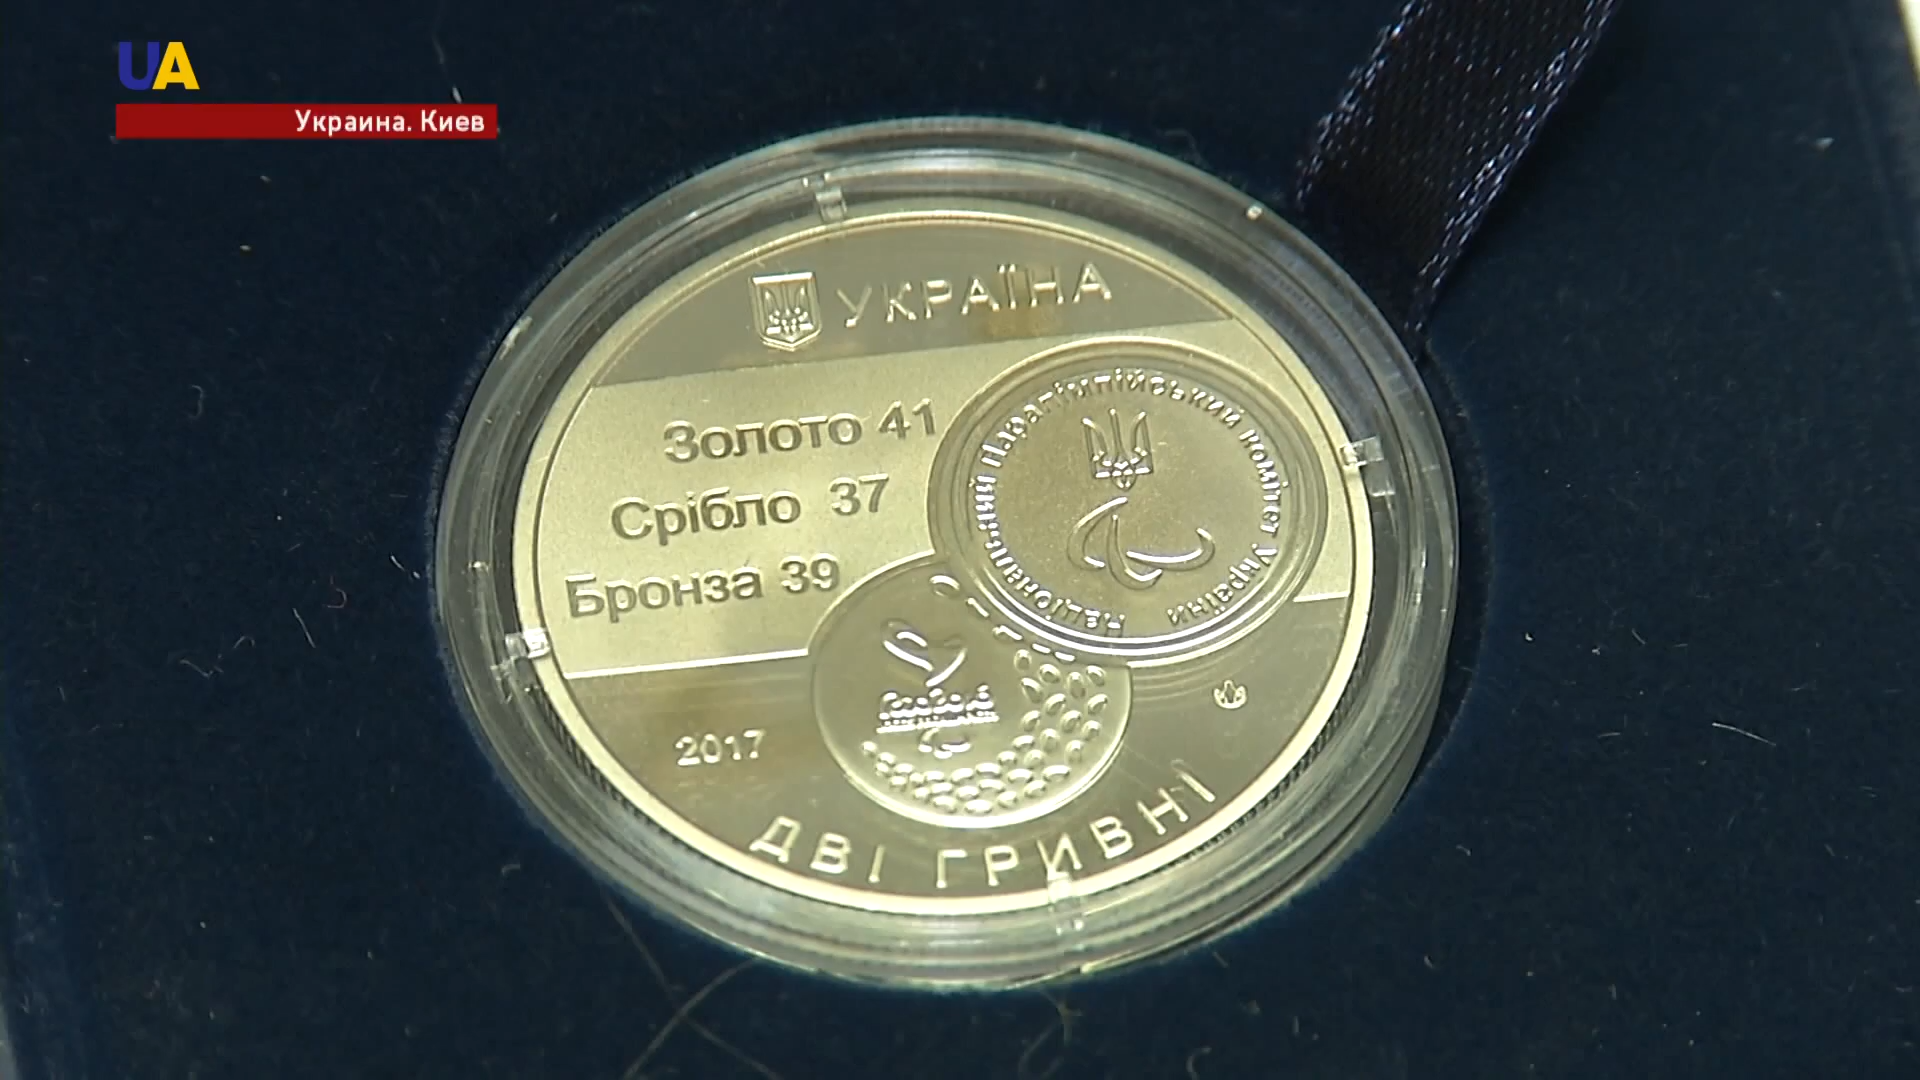 UA
Украина. Киев
УКРАЇНА
Золото 41
Срібло 37
Бронза 39
Національний Паралімпійський комітет України
2017
ДВІ ГРИВНІ